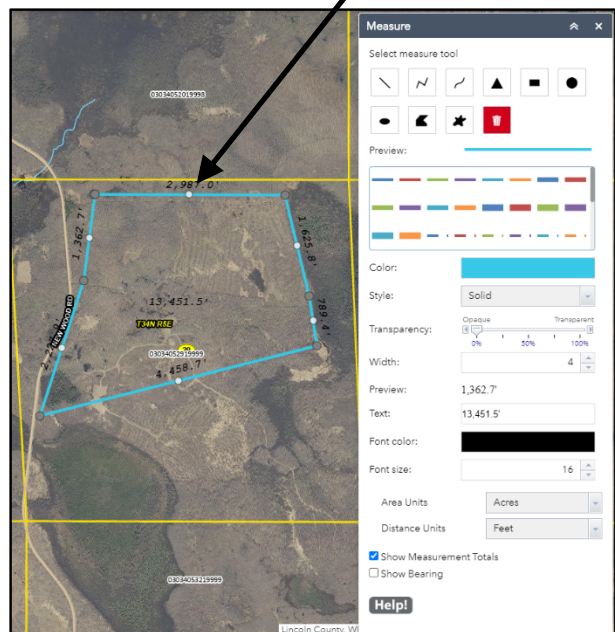 03034052019998
2,987.0'
1,362.7'
1,625.8'
13,451.5'
789.4'
T34N R5E
NEW WOOD RD
03034052919999
4,458.7'
03034053219999
Lincoln County, WI
Measure
Select measure tool
Preview:
Color:
Style: Solid
Transparency: Opaque Transparent
0% 50% 100%
Width: 4
Preview: 1,362.7'
Text: 13,451.5'
Font color:
Font size: 16
Area Units Acres
Distance Units Feet
Show Measurement Totals
Show Bearing
Help!